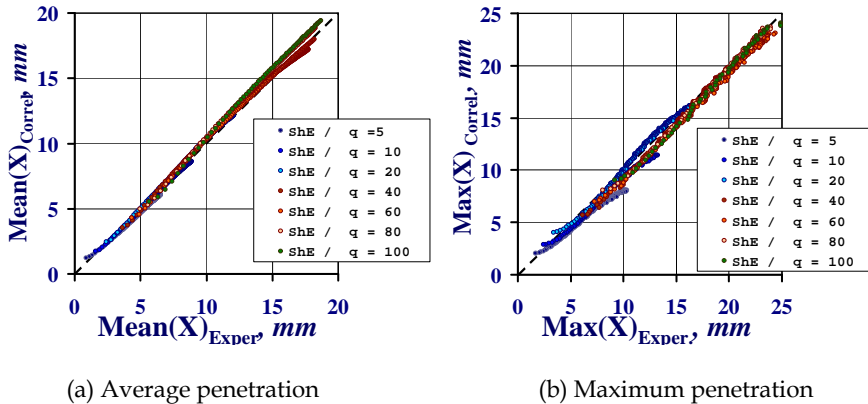 20
15
10
5
0
Mean(X)Correl, mm
0 5 10 15 20
Mean(X)Exper, mm
ShE / q =5
ShE / q = 10
ShE / q = 20
ShE / q = 40
ShE / q = 60
ShE / q = 80
ShE / q = 100
(a) Average penetration
25
20
15
10
5
0
Max(X) Correl., mm
0 5 10 15 20 25
Max(X)Exper., mm
ShE / q = 5
ShE / q = 10
ShE / q = 20
ShE / q = 40
ShE / q = 60
ShE / q = 80
ShE / q = 100
(b) Maximum penetration